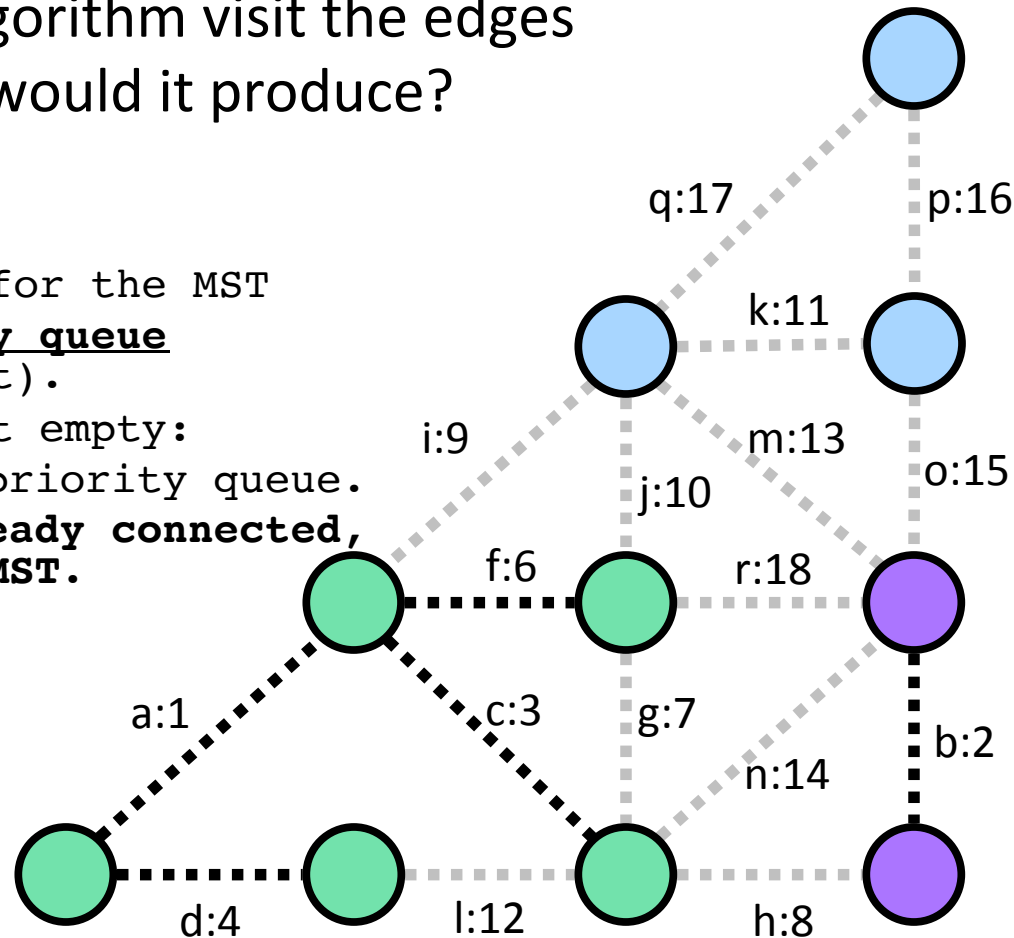 gorithm visit the edges
would it produce?
for the MST
y queue
t).
t empty:
priority queue.
eady connected,
MST.
q:17
p:16
k:11
i:9
m:13
j:10
o:15
f:6
r:18
a:1
c:3
g:7
b:2
n:14
d:4
l:12
h:8